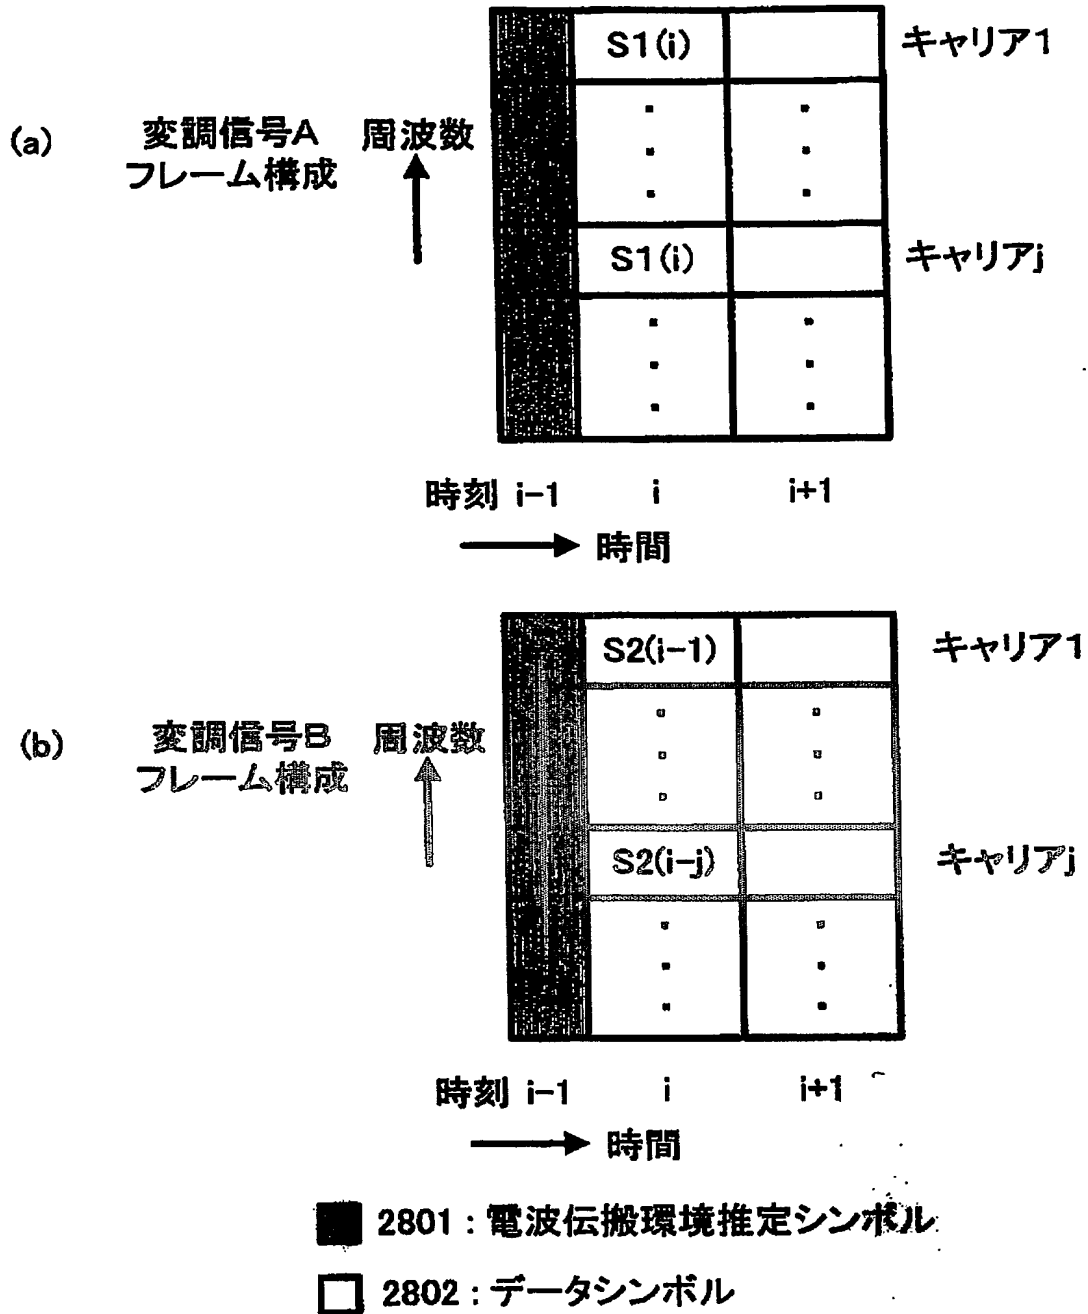 (a)
変調信号A
フレーム構成
周波数
S1(i)
キャリア1
S1(i)
キャリアj
時刻 i-1 i i+1
時間
(b)
変調信号B
フレーム構成
周波数
S2(i-1)
キャリア1
S2(i-j)
キャリアj
時刻 i-1 i i+1
時間
2801 : 電波伝搬環境推定シンボル
2802 : データシンボル